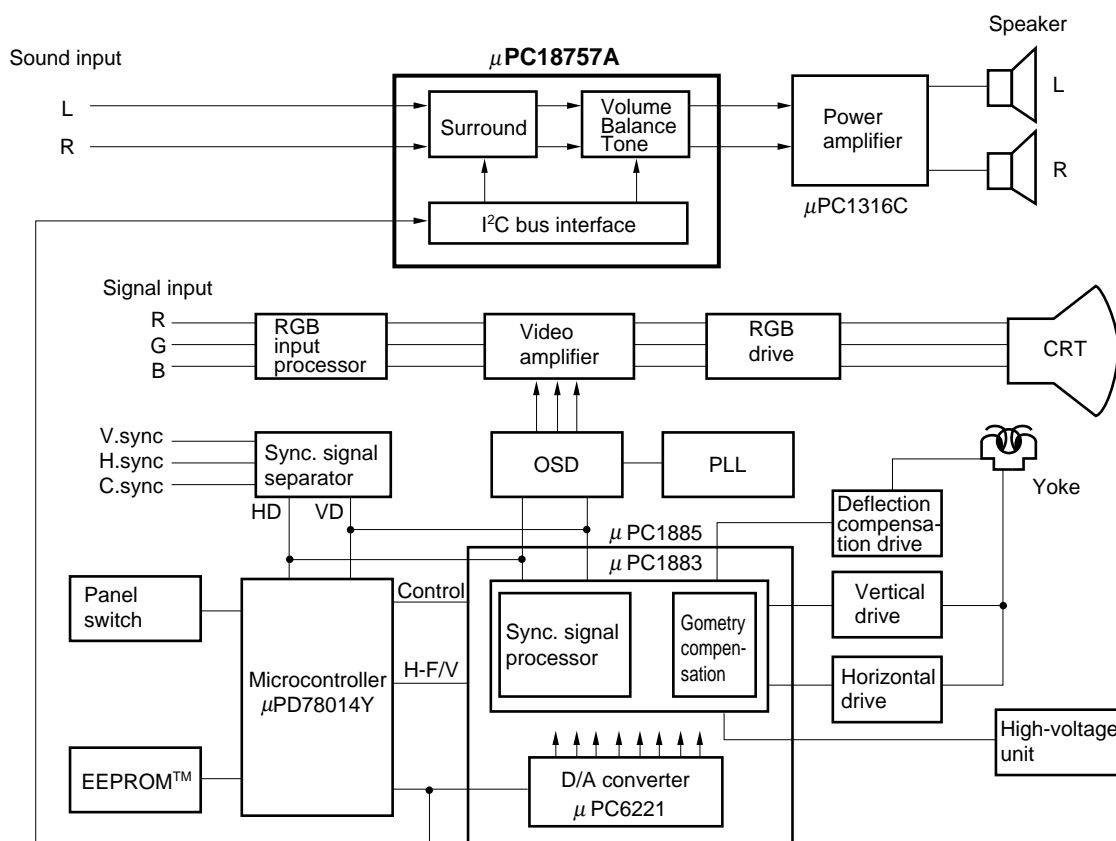 Speaker
Sound input
μPC18757A
L
R
Surround
Volume
Balance
Tone
Power
amplifier
L
R
I²C bus interface
μPC1316C
Signal input
R
G
B
RGB
input
processor
Video
amplifier
RGB
drive
CRT
V.sync
H.sync
C.sync
Sync. signal
separator
OSD
PLL
Yoke
HD
VD
Deflection
compensa-
tion drive
μ PC1885
μ PC1883
Panel
switch
Control
Sync. signal
processor
Gometry
compen-
sation
Vertical
drive
Microcontroller
μPD78014Y
H-F/V
Horizontal
drive
High-voltage
unit
EEPROM™
D/A converter
μ PC6221